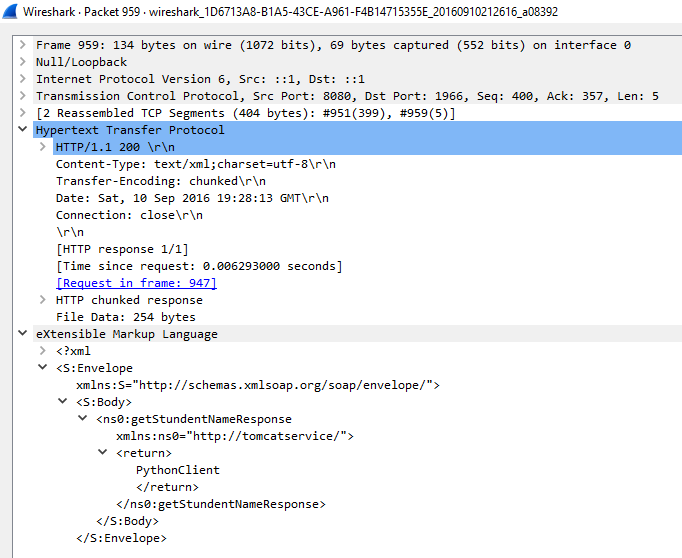 Wireshark · Packet 959 · wireshark_1D6713A8-B1A5-43CE-A961-F4B14715355E_20160910212616_a08392
Frame 959: 134 bytes on wire (1072 bits), 69 bytes captured (552 bits) on interface 0
Null/Loopback
Internet Protocol Version 6, Src: ::1, Dst: ::1
Transmission Control Protocol, Src Port: 8080, Dst Port: 1966, Seq: 400, Ack: 357, Len: 5
[2 Reassembled TCP Segments (404 bytes): #951(399), #959(5)]
Hypertext Transfer Protocol
HTTP/1.1 200 \r\n
Content-Type: text/xml;charset=utf-8\r\n
Transfer-Encoding: chunked\r\n
Date: Sat, 10 Sep 2016 19:28:13 GMT\r\n
Connection: close\r\n
\r\n
[HTTP response 1/1]
[Time since request: 0.006293000 seconds]
[Request in frame: 947]
HTTP chunked response
File Data: 254 bytes
eXtensible Markup Language
<?xml
<S:Envelope
xmlns:S="http://schemas.xmlsoap.org/soap/envelope/">
<S:Body>
<ns0:getStundentNameResponse
xmlns:ns0="http://tomcatservice/">
<return>
PythonClient
</return>
</ns0:getStundentNameResponse>
</S:Body>
</S:Envelope>